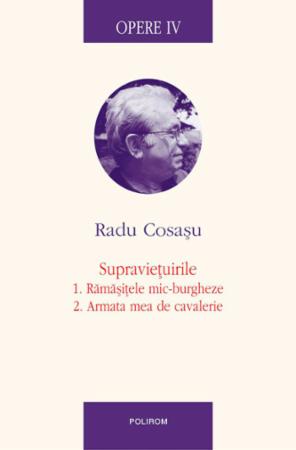 OPERE IV
Radu Cosașu
Supraviețuirile
1. Rămășițele mic-burgheze
2. Armata mea de cavalerie
POLIROM